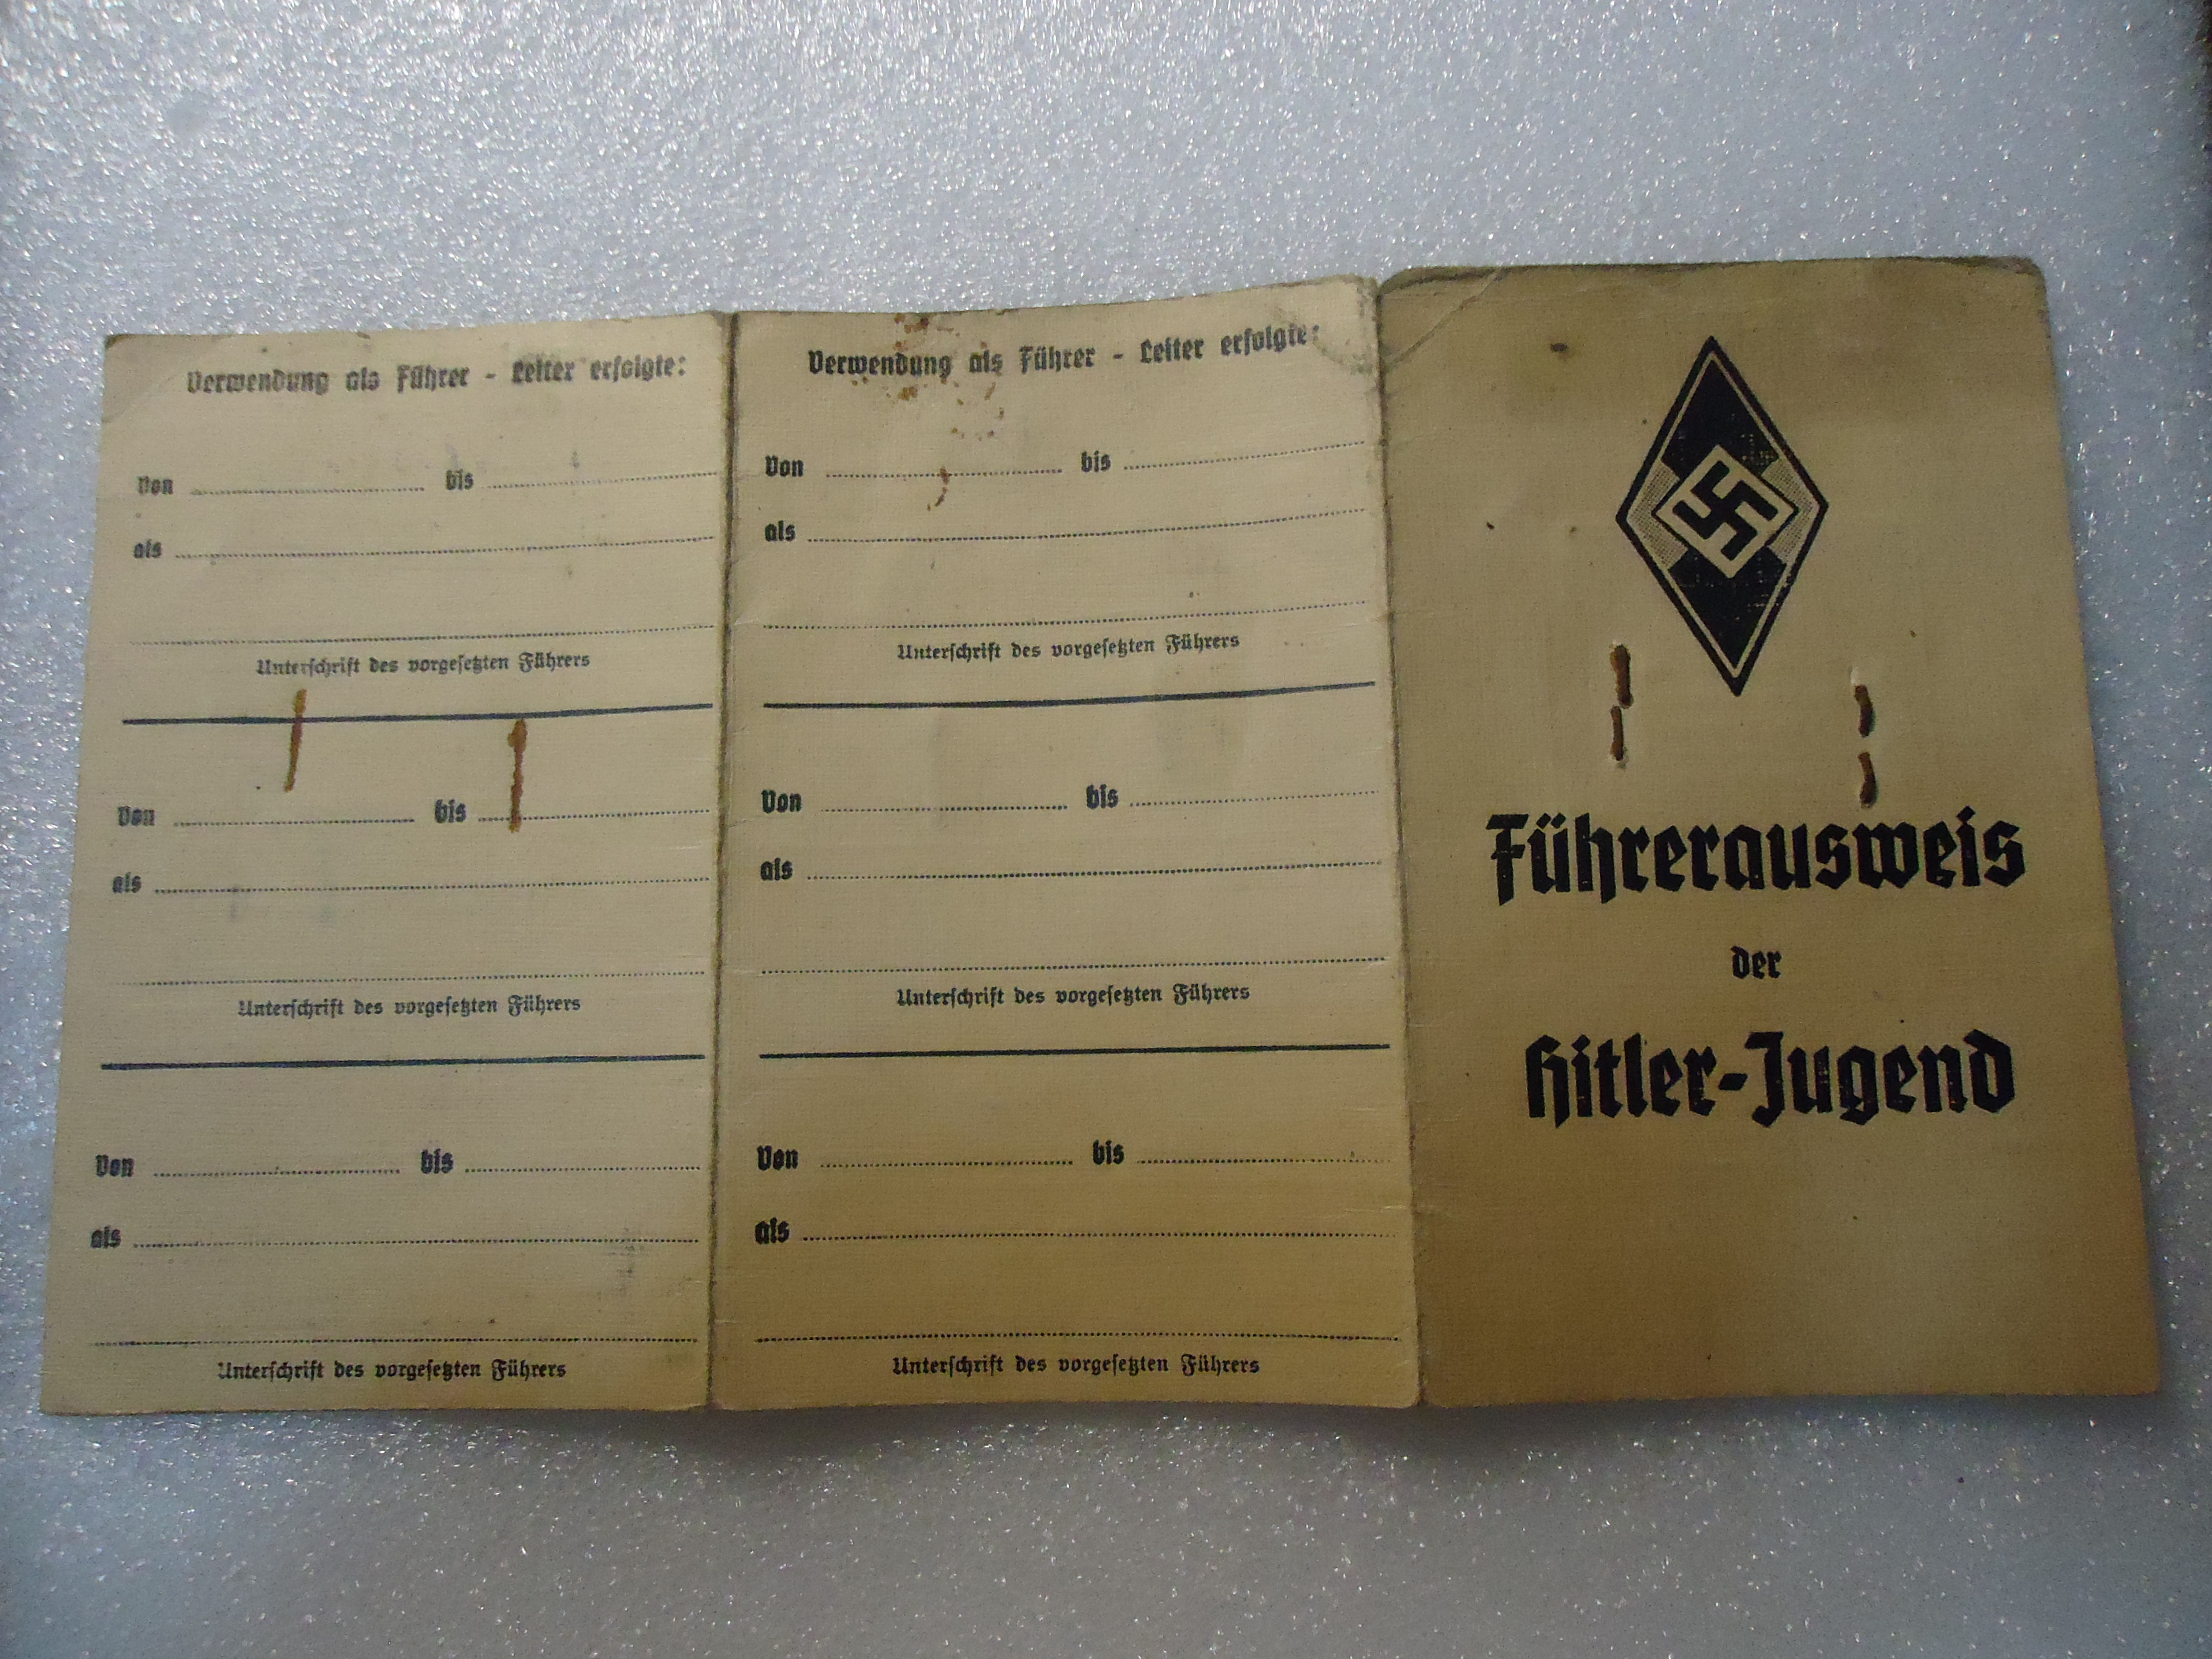 Verwendung als Führer - Leiter erfolgte:
Von ........ bis ........
als ........
Unterschrift des vorgesetzten Führers
Von ........ bis ........
als ........
Unterschrift des vorgesetzten Führers
Von ........ bis ........
als ........
Unterschrift des vorgesetzten Führers
Verwendung als Führer - Leiter erfolgte:
Von ........ bis ........
als ........
Unterschrift des vorgesetzten Führers
Von ........ bis ........
als ........
Unterschrift des vorgesetzten Führers
Von ........ bis ........
als ........
Unterschrift des vorgesetzten Führers
Führerausweis
der
Hitler-Jugend